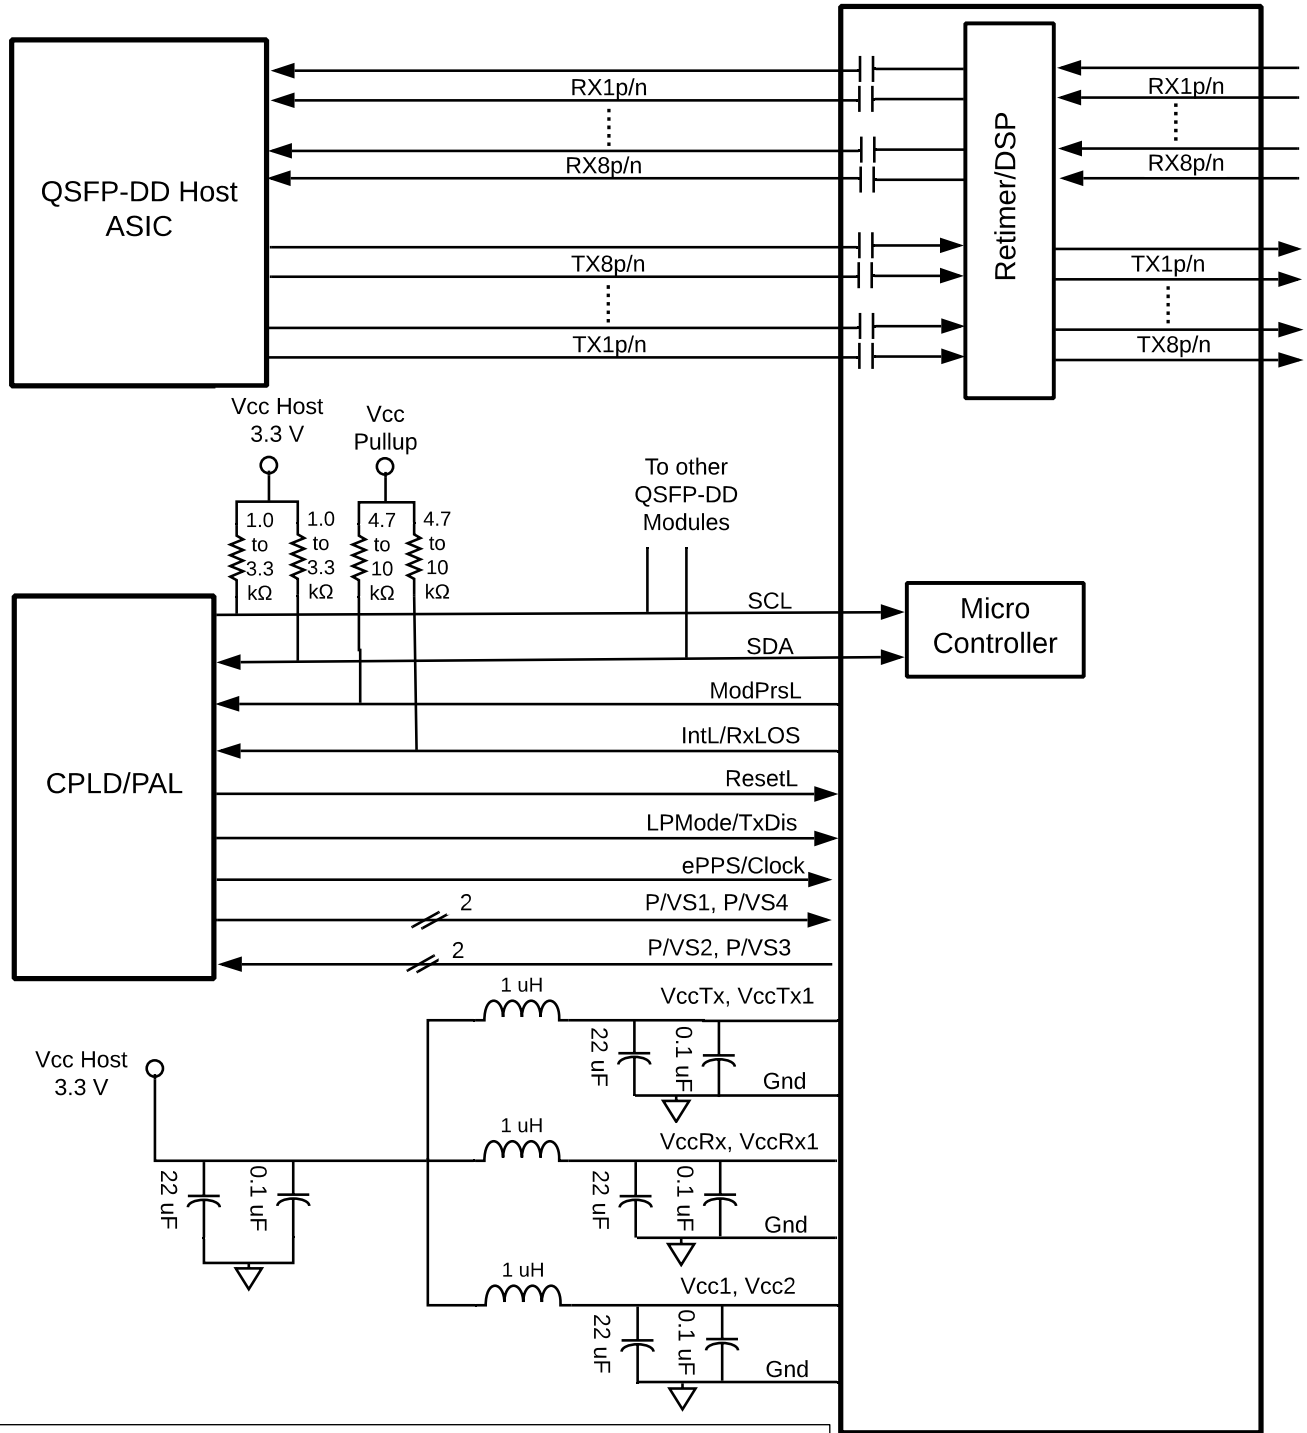 QSFP-DD Host
ASIC
RX1p/n
RX8p/n
TX8p/n
TX1p/n
Retimer/DSP
RX1p/n
RX8p/n
TX1p/n
TX8p/n
Vcc Host
3.3 V
Vcc
Pullup
1.0
to
3.3
kΩ
1.0
to
3.3
kΩ
4.7
to
10
kΩ
4.7
to
10
kΩ
To other
QSFP-DD
Modules
CPLD/PAL
SCL
SDA
ModPrsL
IntL/RxLOS
ResetL
LPMode/TxDis
ePPS/Clock
2
P/VS1, P/VS4
2
P/VS2, P/VS3
Micro
Controller
Vcc Host
3.3 V
22 uF
0.1 uF
1 uH
VccTx, VccTx1
22 uF
0.1 uF
Gnd
1 uH
VccRx, VccRx1
22 uF
0.1 uF
Gnd
1 uH
Vcc1, Vcc2
22 uF
0.1 uF
Gnd